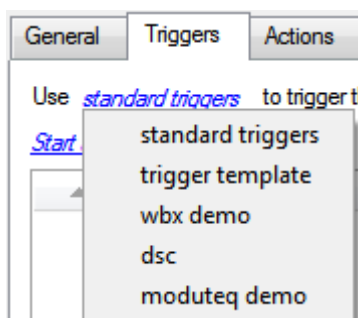 General Triggers Actions
Use standard triggers to trigger t
Start
standard triggers
trigger template
wbx demo
dsc
moduteq demo